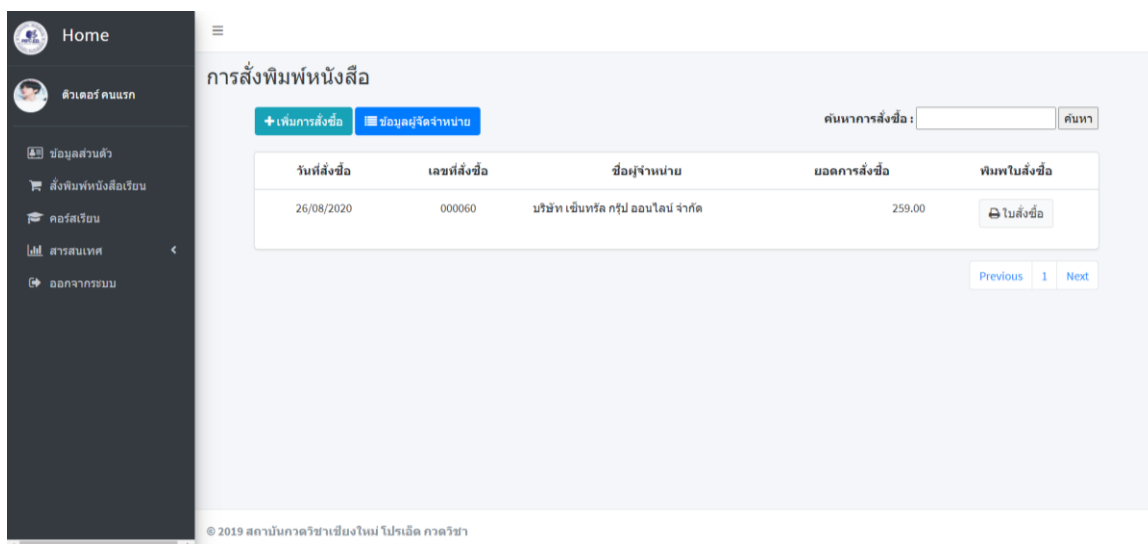 Home
ติวเตอร์ คนแรก
ข้อมูลส่วนตัว
สั่งพิมพ์หนังสือเรียน
คอร์สเรียน
สารสนเทศ
ออกจากระบบ
การสั่งพิมพ์หนังสือ
เพิ่มการสั่งซื้อ ข้อมูลผู้จัดจำหน่าย ค้นหาการสั่งซื้อ : ค้นหา
วันที่สั่งซื้อ เลขที่สั่งซื้อ ชื่อผู้จำหน่าย ยอดการสั่งซื้อ พิมพ์ใบสั่งซื้อ
26/08/2020 000060 บริษัท เซ็นทรัล กรุ๊ป ออนไลน์ จำกัด 259.00 ใบสั่งซื้อ
Previous 1 Next
© 2019 สถาบันกวดวิชาเชียงใหม่ โปรเอ็ด กวดวิชา